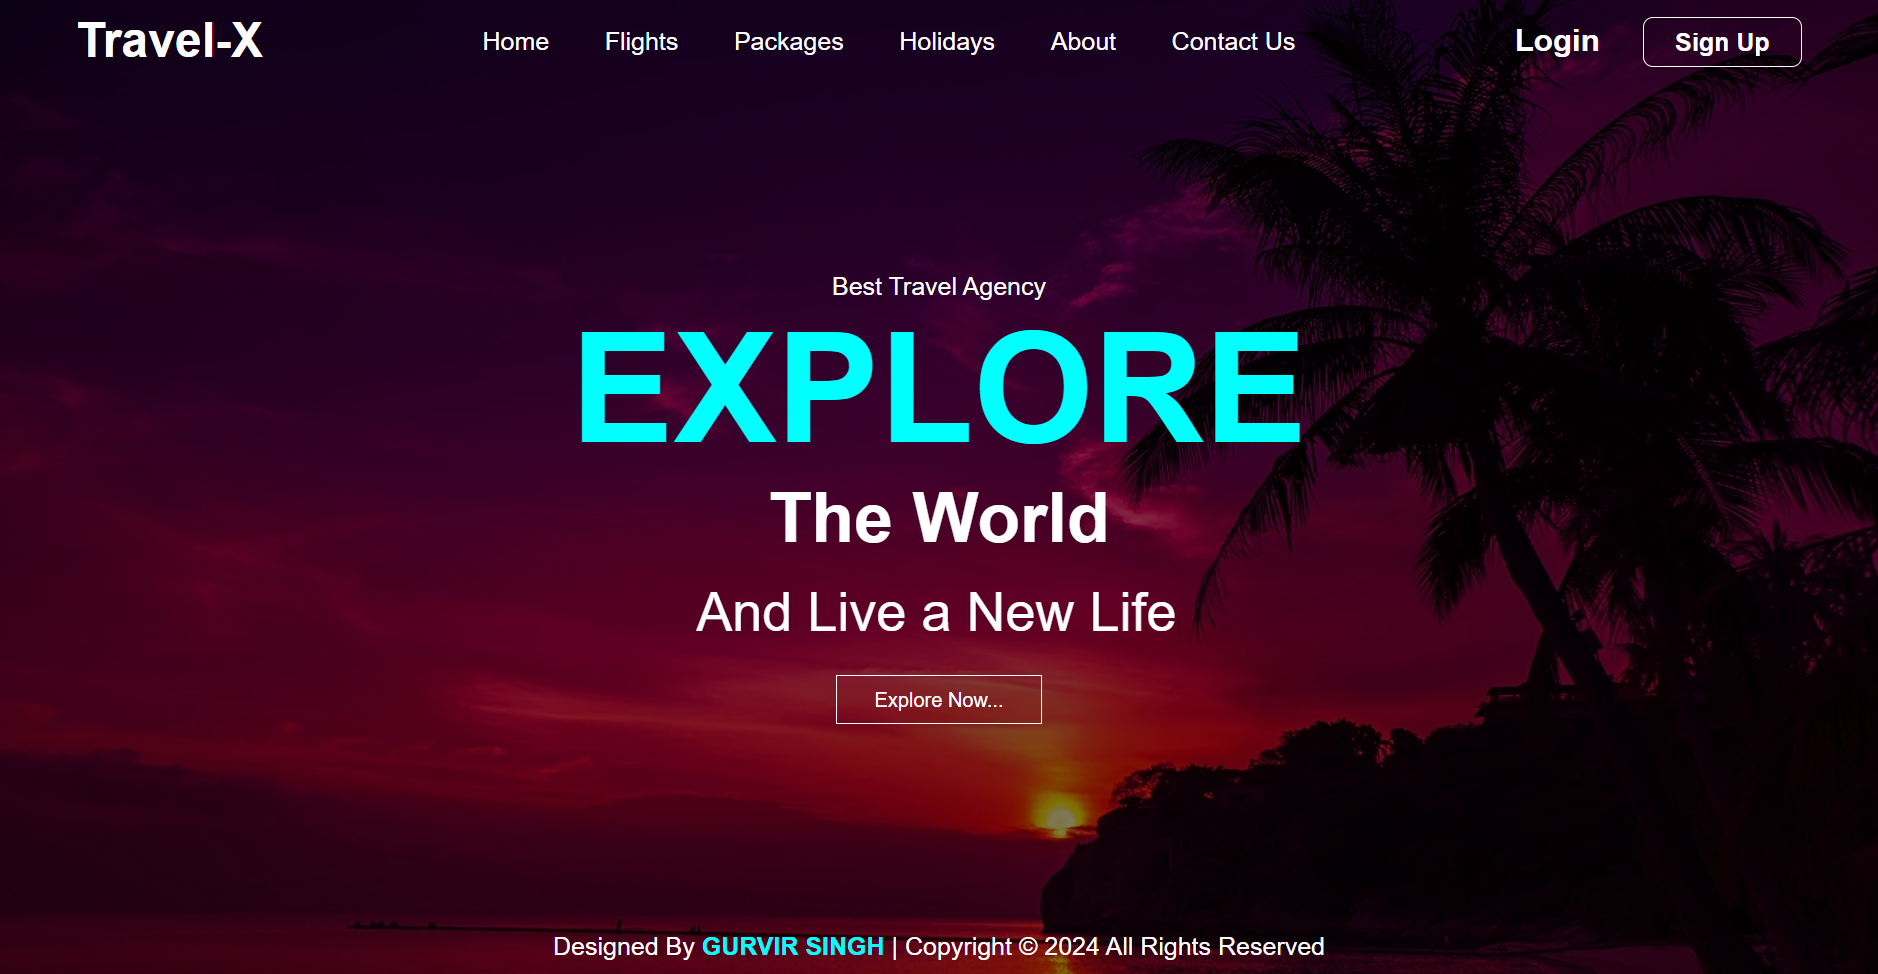 Travel-X Home Flights Packages Holidays About Contact Us Login Sign Up
Best Travel Agency
EXPLORE
The World
And Live a New Life
Explore Now...
Designed By GURVIR SINGH | Copyright © 2024 All Rights Reserved